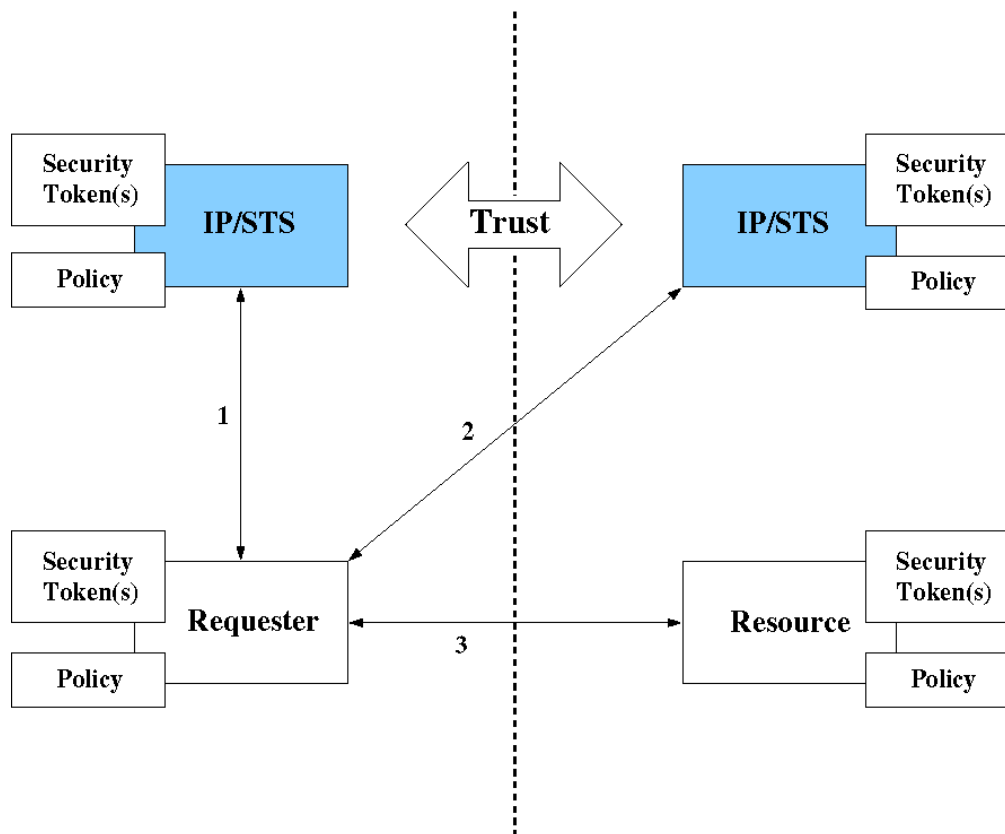 Security
Token(s)
IP/STS
Policy
Trust
IP/STS
Security
Token(s)
Policy
1
2
Security
Token(s)
Requester
Policy
3
Resource
Security
Token(s)
Policy